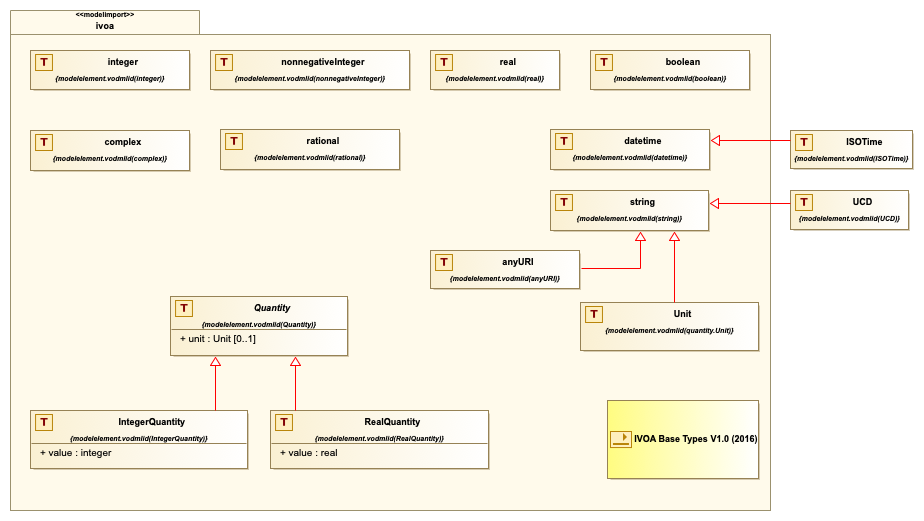 <<modelimport>>
ivoa
T
integer
{modelelement.vodmlid(integer)}
T
nonnegativeInteger
{modelelement.vodmlid(nonnegativeInteger)}
T
real
{modelelement.vodmlid(real)}
T
boolean
{modelelement.vodmlid(boolean)}
T
complex
{modelelement.vodmlid(complex)}
T
rational
{modelelement.vodmlid(rational)}
T
datetime
{modelelement.vodmlid(datetime)}
T
ISOTime
{modelelement.vodmlid(ISOTime)}
T
string
{modelelement.vodmlid(string)}
T
UCD
{modelelement.vodmlid(UCD)}
T
anyURI
{modelelement.vodmlid(anyURI)}
T
Quantity
{modelelement.vodmlid(Quantity)}
+ unit : Unit [0..1]
T
Unit
{modelelement.vodmlid(quantity.Unit)}
T
IntegerQuantity
{modelelement.vodmlid(IntegerQuantity)}
+ value : integer
T
RealQuantity
{modelelement.vodmlid(RealQuantity)}
+ value : real
IVOA Base Types V1.0 (2016)